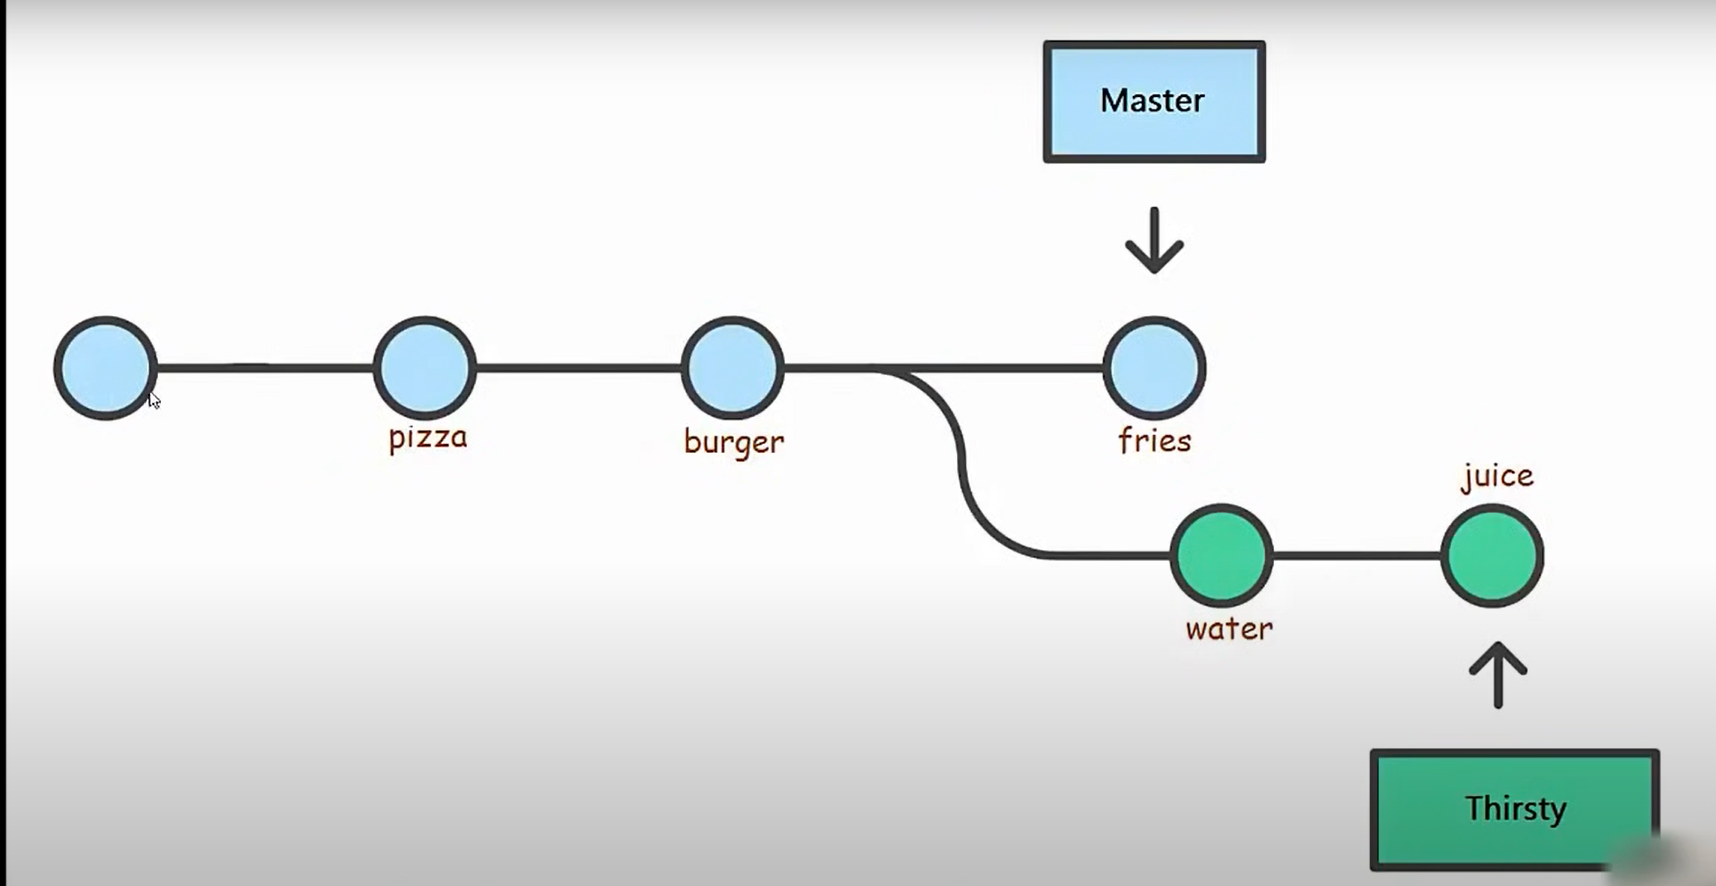 Master
pizza
burger
fries
juice
water
Thirsty